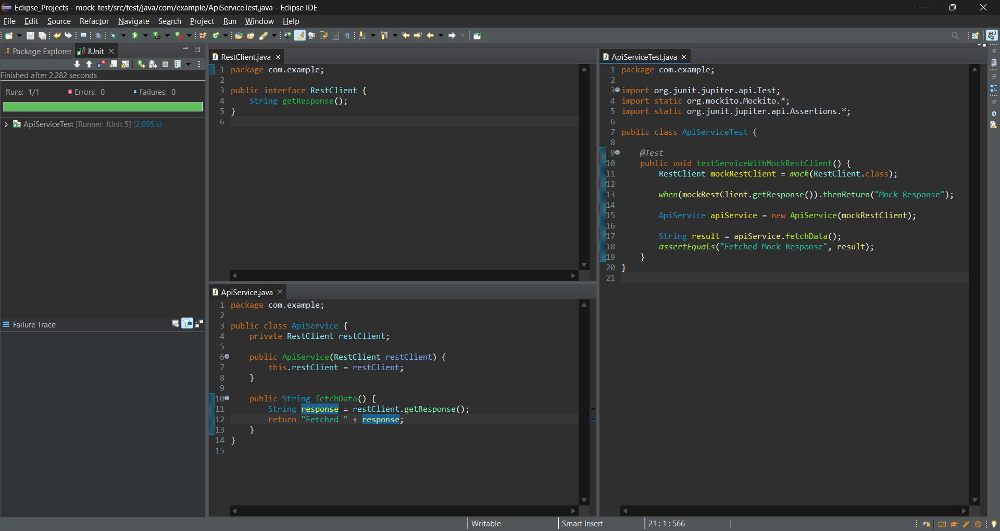 Eclipse_Projects - mock-test/src/test/java/com/example/ApiServiceTest.java - Eclipse IDE
File Edit Source Refactor Navigate Search Project Run Window Help
Package Explorer JUnit
Finished after 2.282 seconds
Runs: 1/1 Errors: 0 Failures: 0
ApiServiceTest [Runner: JUnit 5] (2.095 s)
Failure Trace
RestClient.java
1 package com.example;
2
3 public interface RestClient {
4 String getResponse();
5 }
6
ApiService.java
1 package com.example;
2
3 public class ApiService {
4 private RestClient restClient;
5
6 public ApiService(RestClient restClient) {
7 this.restClient = restClient;
8 }
9
10 public String fetchData() {
11 String response = restClient.getResponse();
12 return "Fetched " + response;
13 }
14 }
15
ApiServiceTest.java
1 package com.example;
2
3 import org.junit.jupiter.api.Test;
4 import static org.mockito.Mockito.*;
5 import static org.junit.jupiter.api.Assertions.*;
6
7 public class ApiServiceTest {
8
9 @Test
10 public void testServiceWithMockRestClient() {
11 RestClient mockRestClient = mock(RestClient.class);
12
13 when(mockRestClient.getResponse()).thenReturn("Mock Response");
14
15 ApiService apiService = new ApiService(mockRestClient);
16
17 String result = apiService.fetchData();
18 assertEquals("Fetched Mock Response", result);
19 }
20 }
21
Writable Smart Insert 21 : 1 : 566